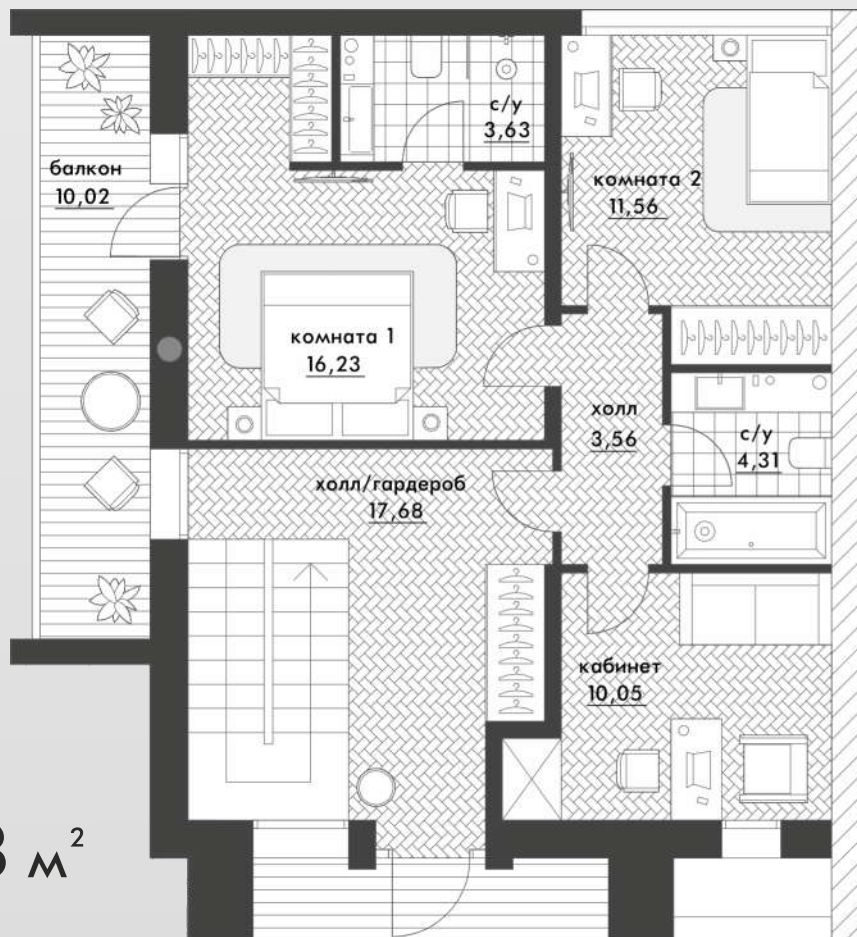 с/у
3,63
балкон
10,02
комната 2
11,56
комната 1
16,23
холл
3,56
с/у
4,31
холл/гардероб
17,68
кабинет
10,05
м²